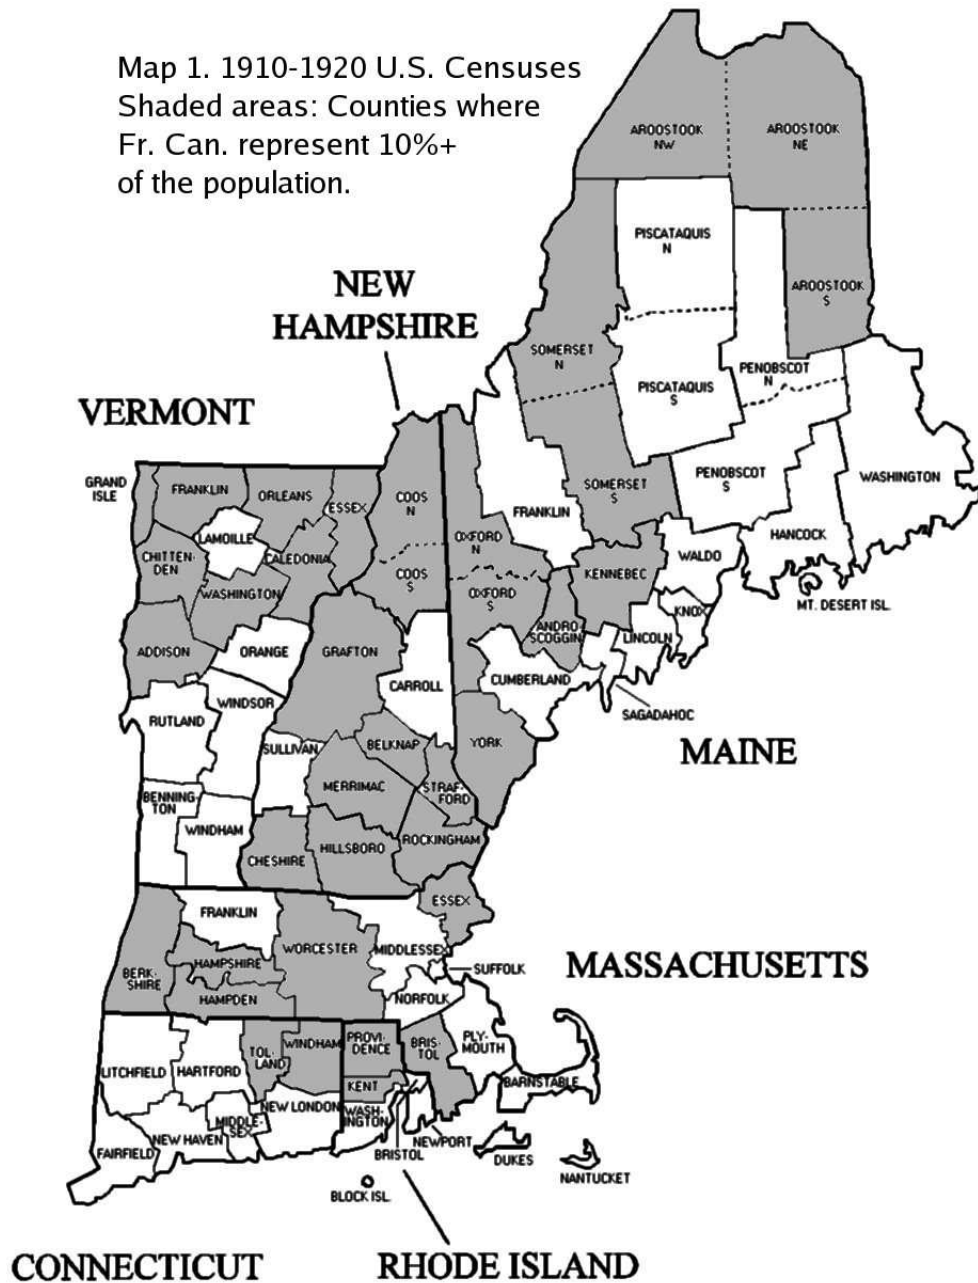 Map 1. 1910-1920 U.S. Censuses
Shaded areas: Counties where
Fr. Can. represent 10%+
of the population.
AROOSTOOK
NW
AROOSTOOK
NE
PISCATAQUIS
N
AROOSTOOK
S
NEW
HAMPSHIRE
SOMERSET
N
PISCATAQUIS
S
PENOBSCOT
N
VERMONT
GRAND
ISLE
FRANKLIN
ORLEANS
ESSEX
COOS
N
SOMERSET
S
PENOBSCOT
S
WASHINGTON
FRANKLIN
LAMOILLE
OXFORD
N
HANCOCK
CHITTEN-
DEN
CALEDONIA
WALDO
COOS
S
KENNEBEC
WASHINGTON
OXFORD
S
MT. DESERT ISL.
KNOX
ANDRO-
SCOGGIN
LINCOLN
ADDISON
ORANGE
GRAFTON
CARROLL
CUMBERLAND
WINDSOR
SAGADAHOC
RUTLAND
MAINE
SULLIVAN
BELKNAP
YORK
MERRIMAC
STRAF-
FORD
BENNING-
TON
WINDHAM
CHESHIRE
HILLSBORO
ROCKINGHAM
ESSEX
FRANKLIN
WORCESTER
MIDDLESSEX
MASSACHUSETTS
HAMPSHIRE
SUFFOLK
BERK-
SHIRE
HAMPDEN
NORFOLK
PROVI-
DENCE
BRIS-
TOL
PLY-
MOUTH
WINDHAM
TOL-
LAND
LITCHFIELD
HARTFORD
KENT
BARNSTABLE
NEW LONDON
WASH-
INGTON
MIDDLE-
SEX
NEW HAVEN
FAIRFIELD
NEWPORT
BRISTOL
DUKES
NANTUCKET
BLOCK ISL.
CONNECTICUT
RHODE ISLAND